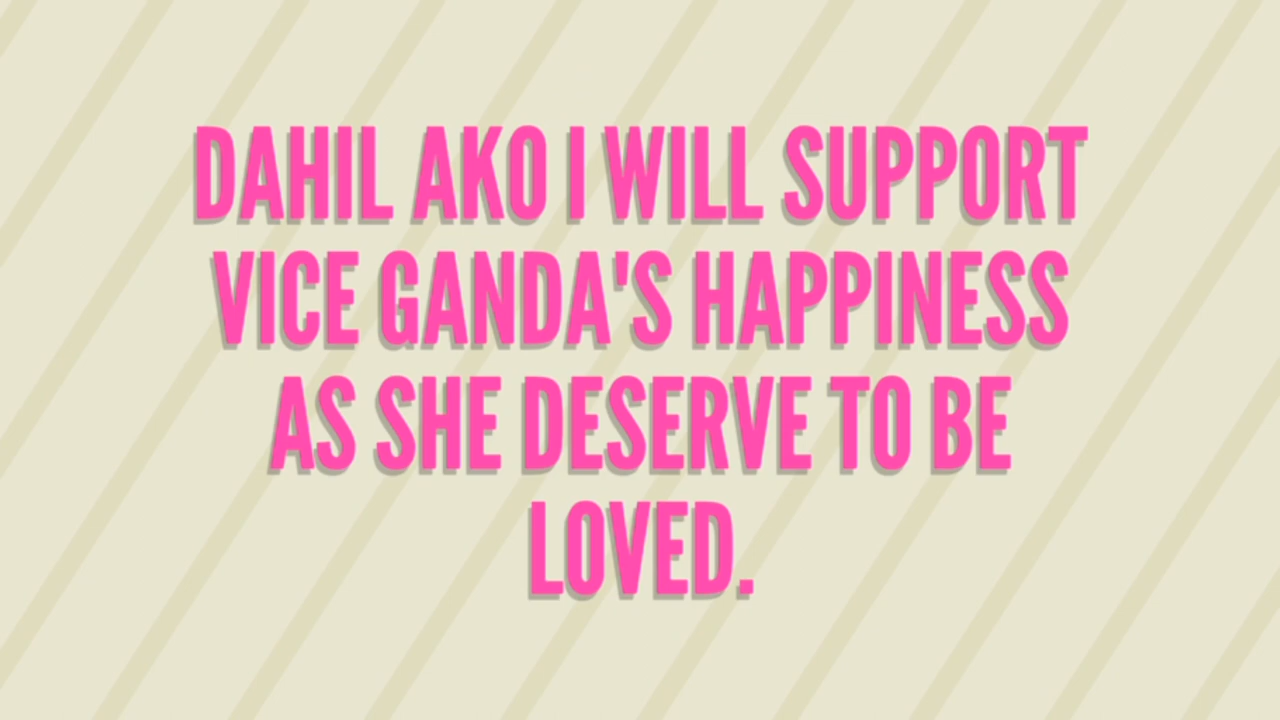 DAHIL AKO I WILL SUPPORT
VICE GANDA'S HAPPINESS
AS SHE DESERVE TO BE
LOVED.